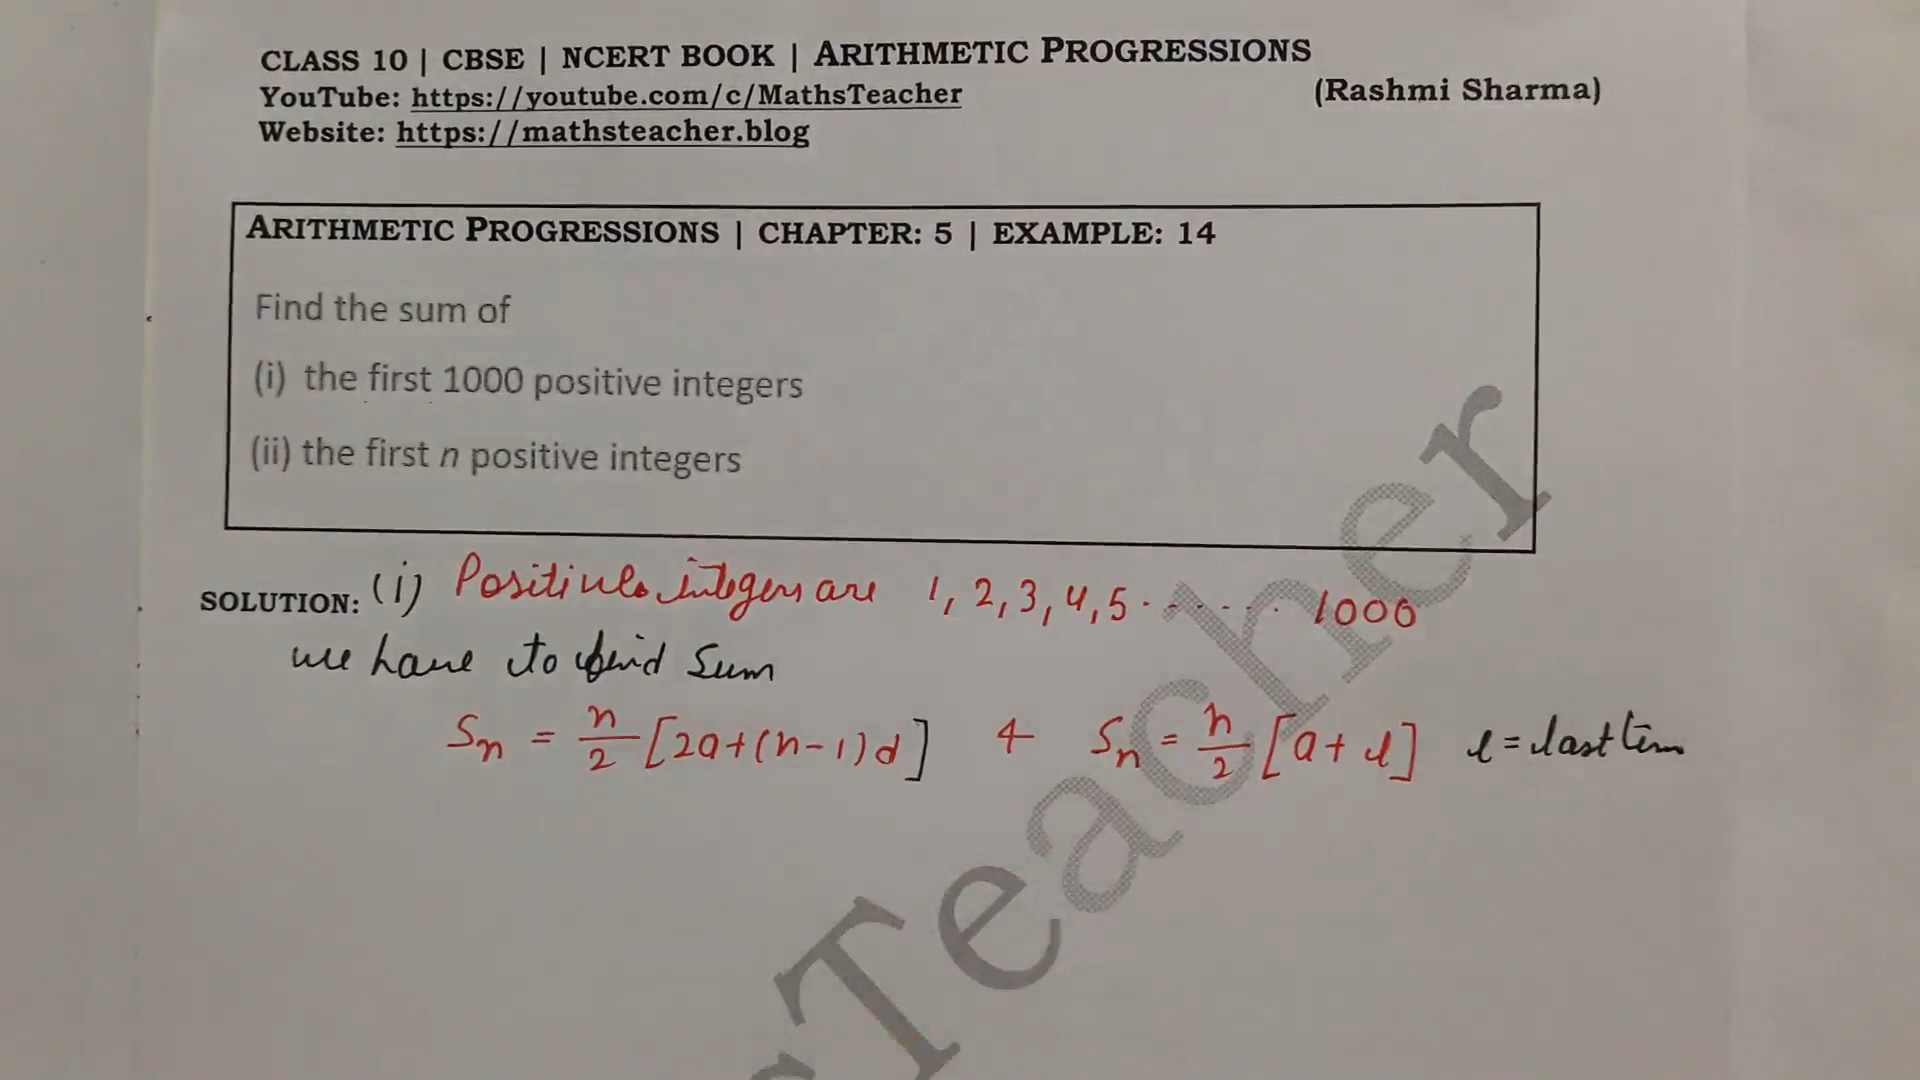 CLASS 10 | CBSE | NCERT BOOK | ARITHMETIC PROGRESSIONS
YouTube: https://youtube.com/c/MathsTeacher (Rashmi Sharma)
Website: https://mathsteacher.blog
ARITHMETIC PROGRESSIONS | CHAPTER: 5 | EXAMPLE: 14
Find the sum of
(i) the first 1000 positive integers
(ii) the first n positive integers
SOLUTION: (i) Positive integers are 1, 2, 3, 4, 5 ....... 1000
we have to find Sum
Sn = n/2 [2a+(n-1)d] & Sn = n/2 [a+l] l = last term
sTeacher